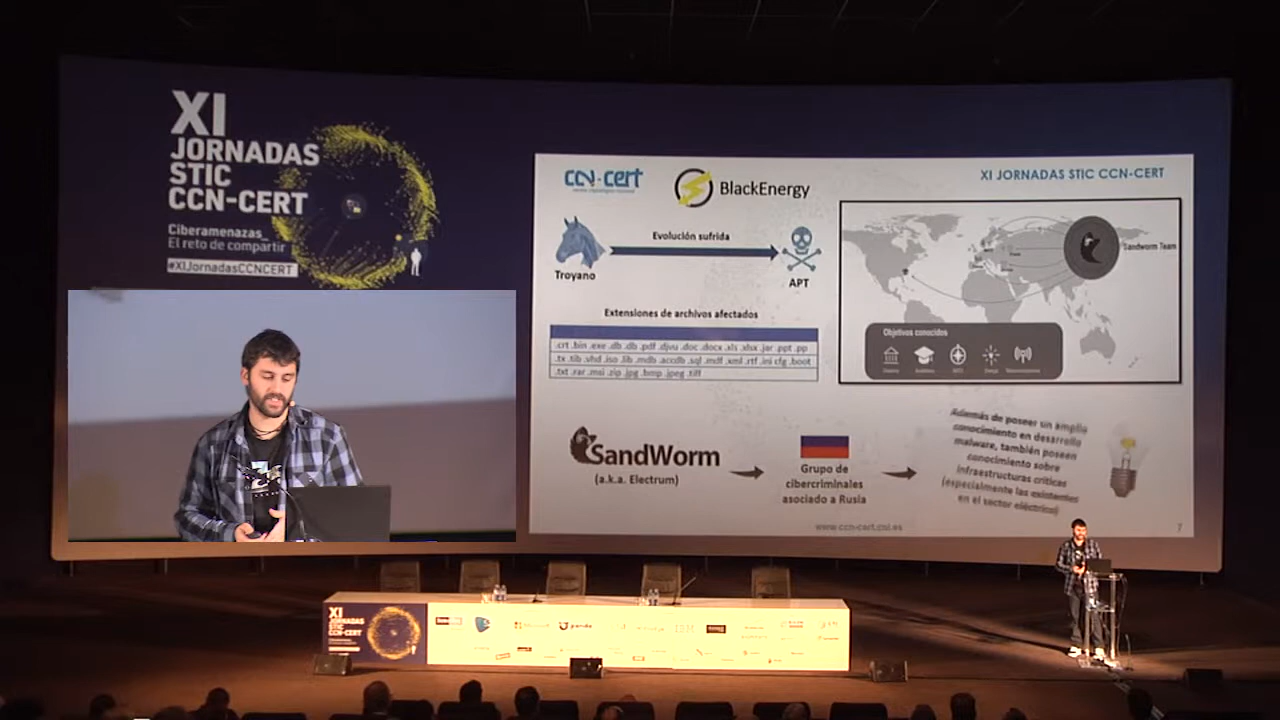 XI
JORNADAS
STIC
CCN-CERT
Ciberamenazas_
El reto de compartir
#XIJornadasCCNCERT
ccn-cert
BlackEnergy
XI JORNADAS STIC CCN-CERT
Evolución sufrida
Troyano
APT
Sandworm Team
Objetivos conocidos
Extensiones de archivos afectados
.crt .bin .exe .db .db .pdf .djvu .doc .docx .xls .xlsx .jar .ppt .pp
.tx .tib .vhd .iso .lib .mdb .accdb .sql .mdf .xml .rtf .ini cfg .boot
.txt .rar .msi .zip .jpg .bmp .jpeg .tiff
SandWorm
(a.k.a. Electrum)
Grupo de
cibercriminales
asociado a Rusia
Además de poseer un amplio
conocimiento en desarrollo
malware, también poseen
conocimiento sobre
infraestructuras críticas
(especialmente las existentes
en el sector eléctrico)
www.ccn-cert.cni.es
7
XI
JORNADAS
STIC
CCN-CERT
Microsoft
panda
IBM